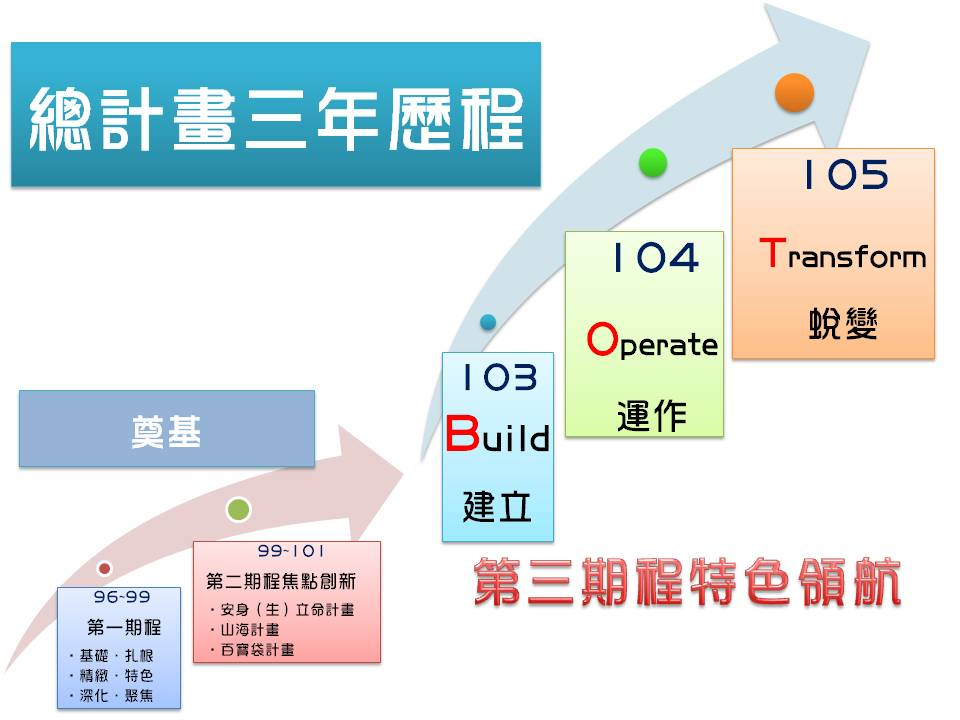 總計畫三年歷程
奠基
96~99
第一期程
・基礎・扎根
・精緻・特色
・深化・聚焦
99~101
第二期程焦點創新
・安身（生）立命計畫
・山海計畫
・百寶袋計畫
103
Build
建立
104
Operate
運作
105
Transform
蛻變
第三期程特色領航